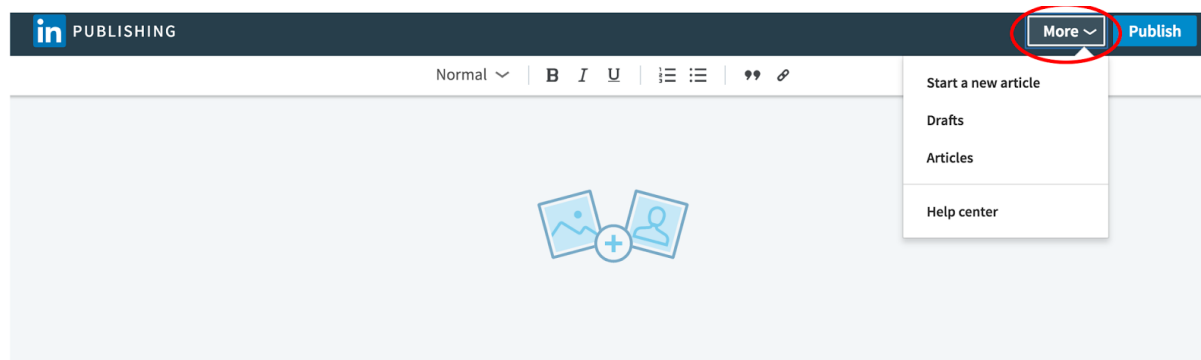 in PUBLISHING
More
Publish
Normal
B I U
Start a new article
Drafts
Articles
Help center